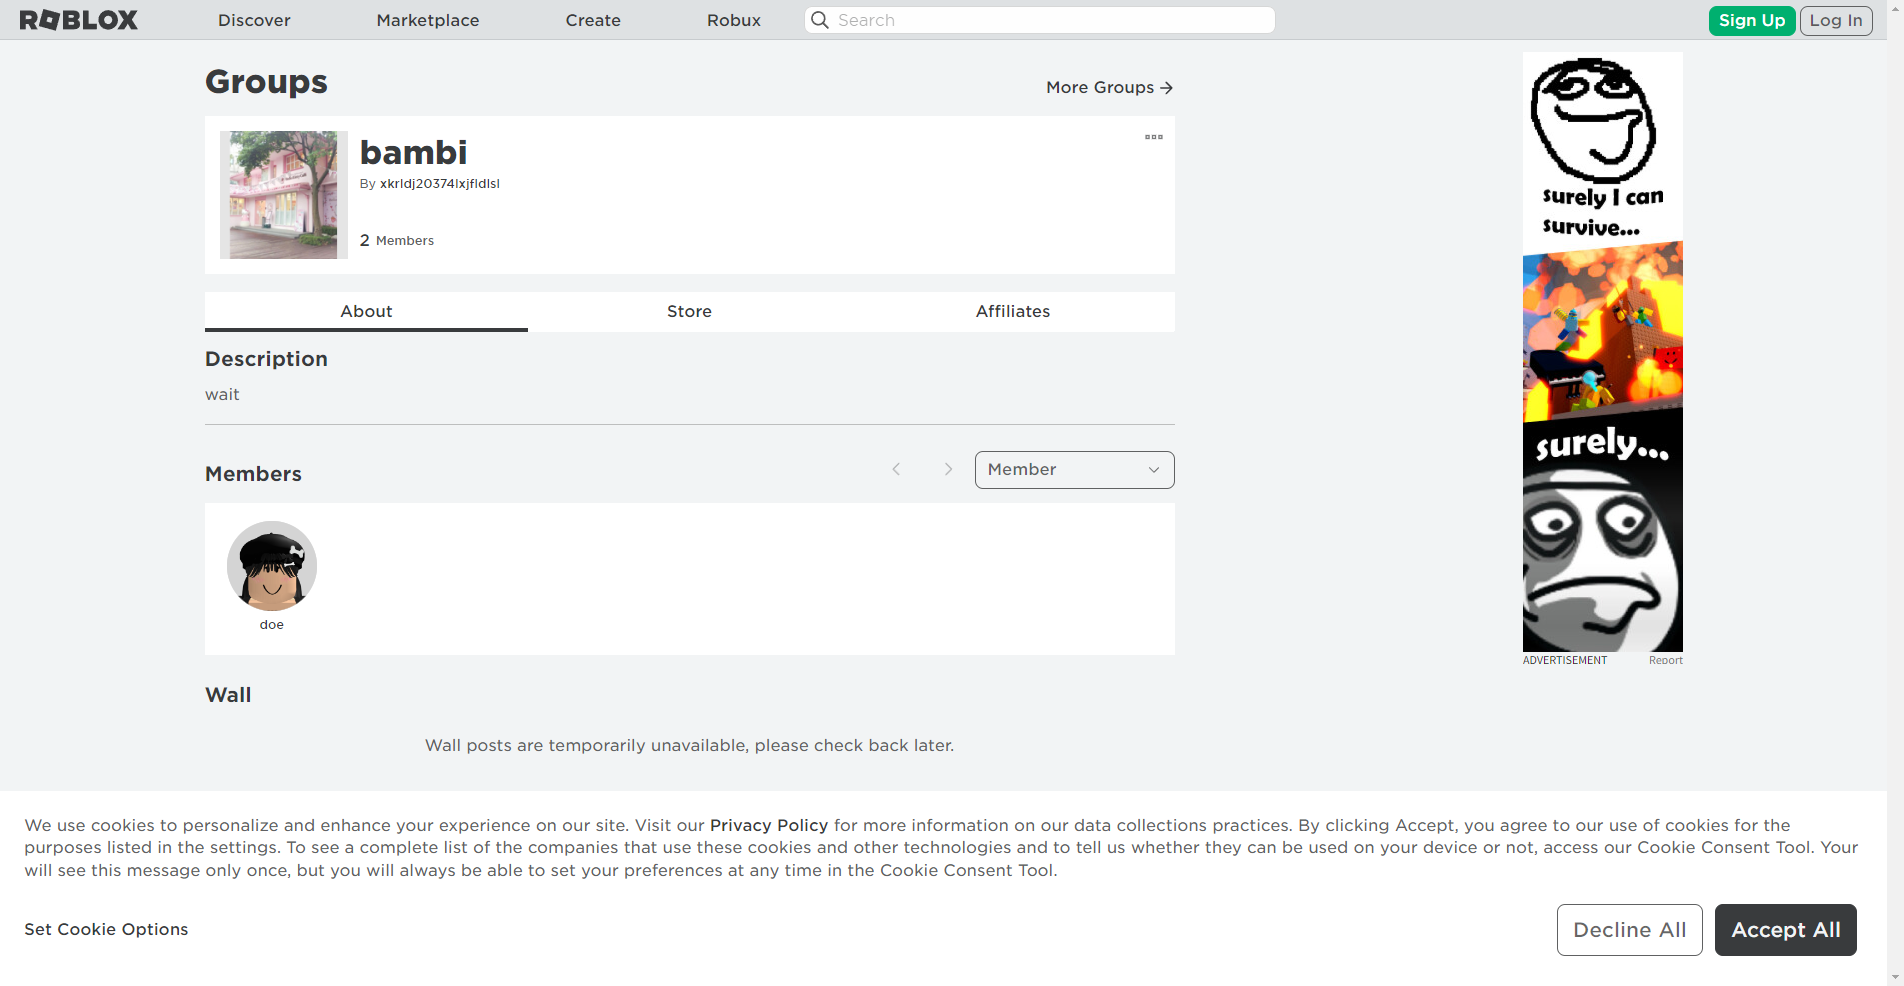 ROBLOX
Discover
Marketplace
Create
Robux
Search
Sign Up
Log In
Groups
More Groups
bambi
By xkrldj20374lxjfldlsl
2 Members
About
Store
Affiliates
Description
wait
Members
Member
doe
Wall
Wall posts are temporarily unavailable, please check back later.
surely I can
survive...
surely...
ADVERTISEMENT
Report
We use cookies to personalize and enhance your experience on our site. Visit our Privacy Policy for more information on our data collections practices. By clicking Accept, you agree to our use of cookies for the
purposes listed in the settings. To see a complete list of the companies that use these cookies and other technologies and to tell us whether they can be used on your device or not, access our Cookie Consent Tool. Your
will see this message only once, but you will always be able to set your preferences at any time in the Cookie Consent Tool.
Set Cookie Options
Decline All
Accept All